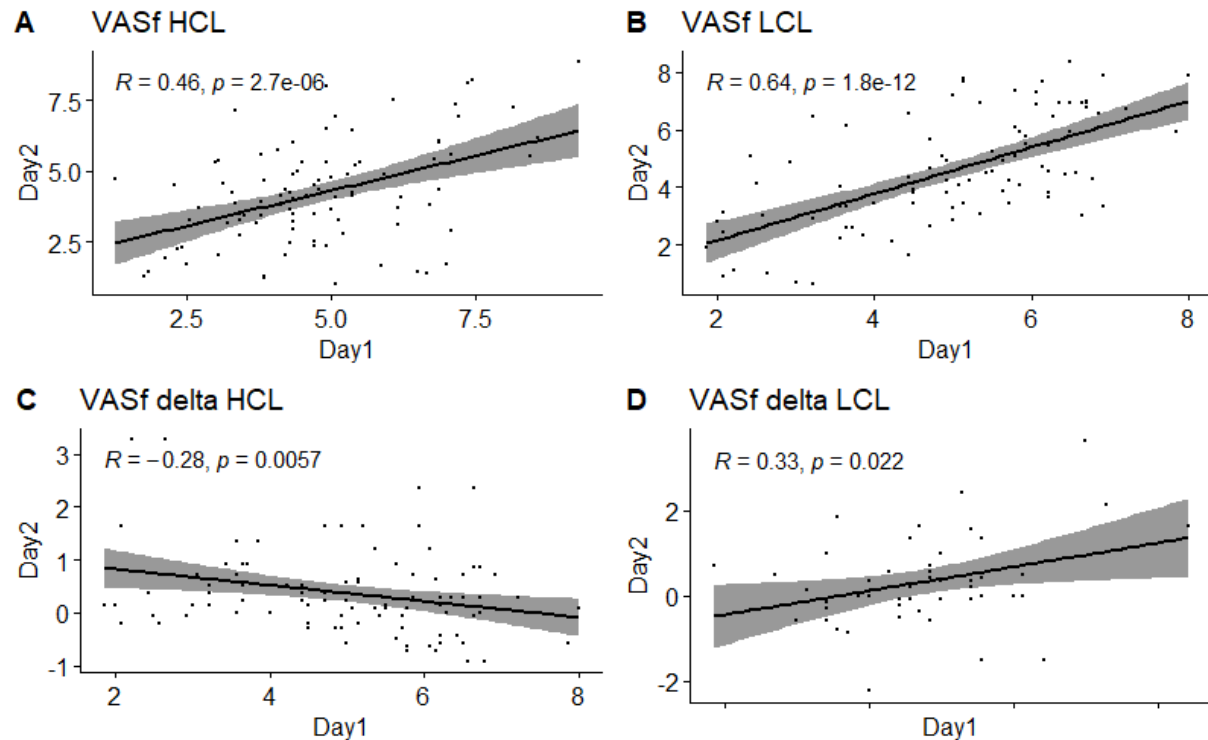 A VASf HCL
R = 0.46, p = 2.7e-06
7.5
5.0
2.5
Day2
2.5 5.0 7.5
Day1
B VASf LCL
R = 0.64, p = 1.8e-12
8
6
4
2
Day2
2 4 6 8
Day1
C VASf delta HCL
R = −0.28, p = 0.0057
3
2
1
0
-1
Day2
2 4 6 8
Day1
D VASf delta LCL
R = 0.33, p = 0.022
2
0
-2
Day2
Day1